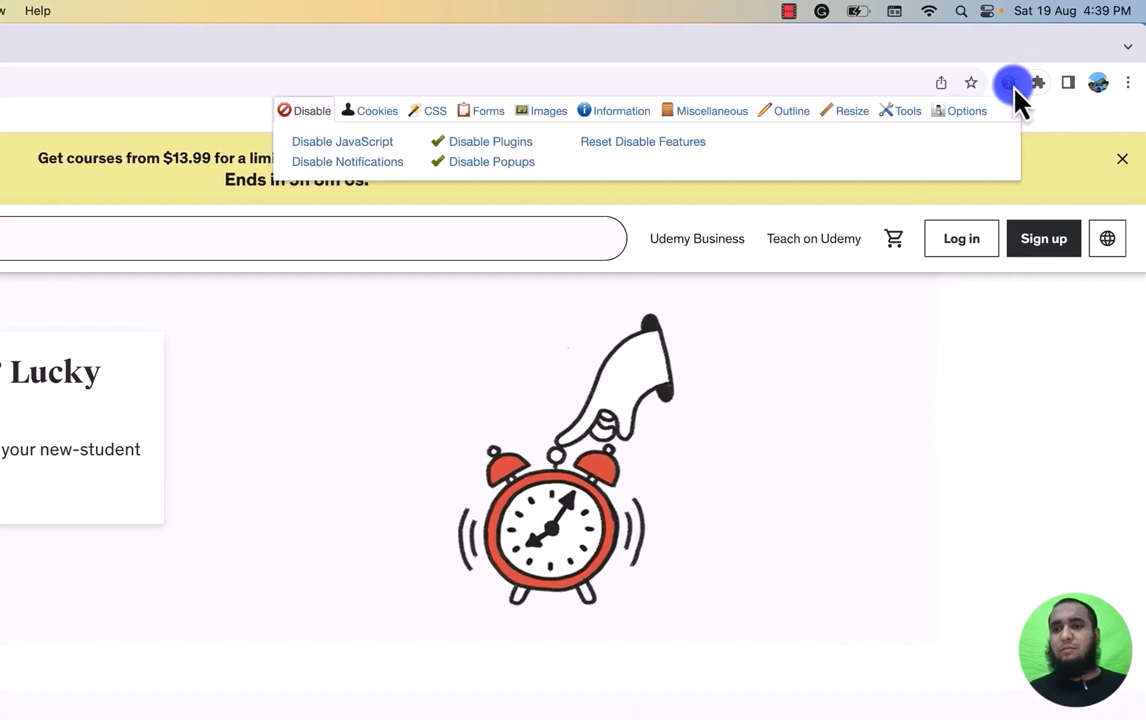 Help
Sat 19 Aug 4:39 PM
Disable Cookies CSS Forms Images Information Miscellaneous Outline Resize Tools Options
Disable JavaScript Disable Plugins Reset Disable Features
Disable Notifications Disable Popups
Get courses from $13.99 for a limi
Ends in
Udemy Business Teach on Udemy Log in Sign up
Lucky
your new-student